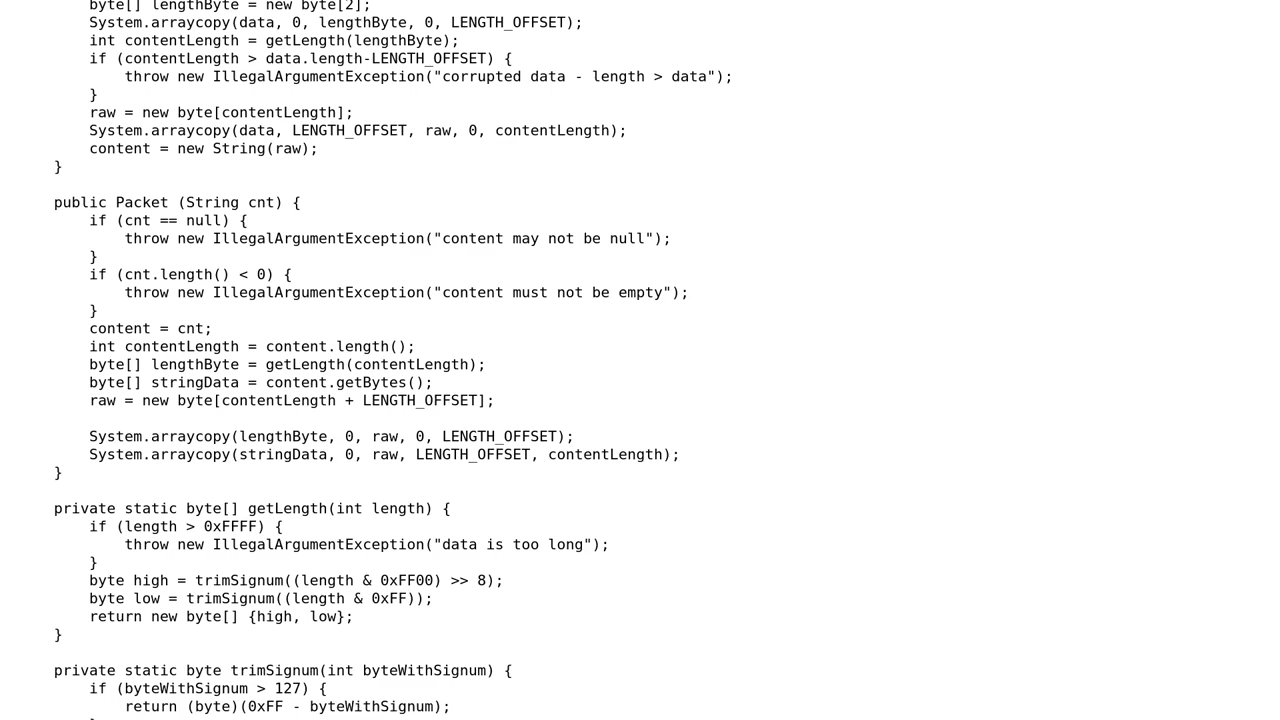 byte[] lengthByte = new byte[2];
System.arraycopy(data, 0, lengthByte, 0, LENGTH_OFFSET);
int contentLength = getLength(lengthByte);
if (contentLength > data.length-LENGTH_OFFSET) {
throw new IllegalArgumentException("corrupted data - length > data");
}
raw = new byte[contentLength];
System.arraycopy(data, LENGTH_OFFSET, raw, 0, contentLength);
content = new String(raw);
}
public Packet (String cnt) {
if (cnt == null) {
throw new IllegalArgumentException("content may not be null");
}
if (cnt.length() < 0) {
throw new IllegalArgumentException("content must not be empty");
}
content = cnt;
int contentLength = content.length();
byte[] lengthByte = getLength(contentLength);
byte[] stringData = content.getBytes();
raw = new byte[contentLength + LENGTH_OFFSET];
System.arraycopy(lengthByte, 0, raw, 0, LENGTH_OFFSET);
System.arraycopy(stringData, 0, raw, LENGTH_OFFSET, contentLength);
}
private static byte[] getLength(int length) {
if (length > 0xFFFF) {
throw new IllegalArgumentException("data is too long");
}
byte high = trimSignum((length & 0xFF00) >> 8);
byte low = trimSignum((length & 0xFF));
return new byte[] {high, low};
}
private static byte trimSignum(int byteWithSignum) {
if (byteWithSignum > 127) {
return (byte)(0xFF - byteWithSignum);